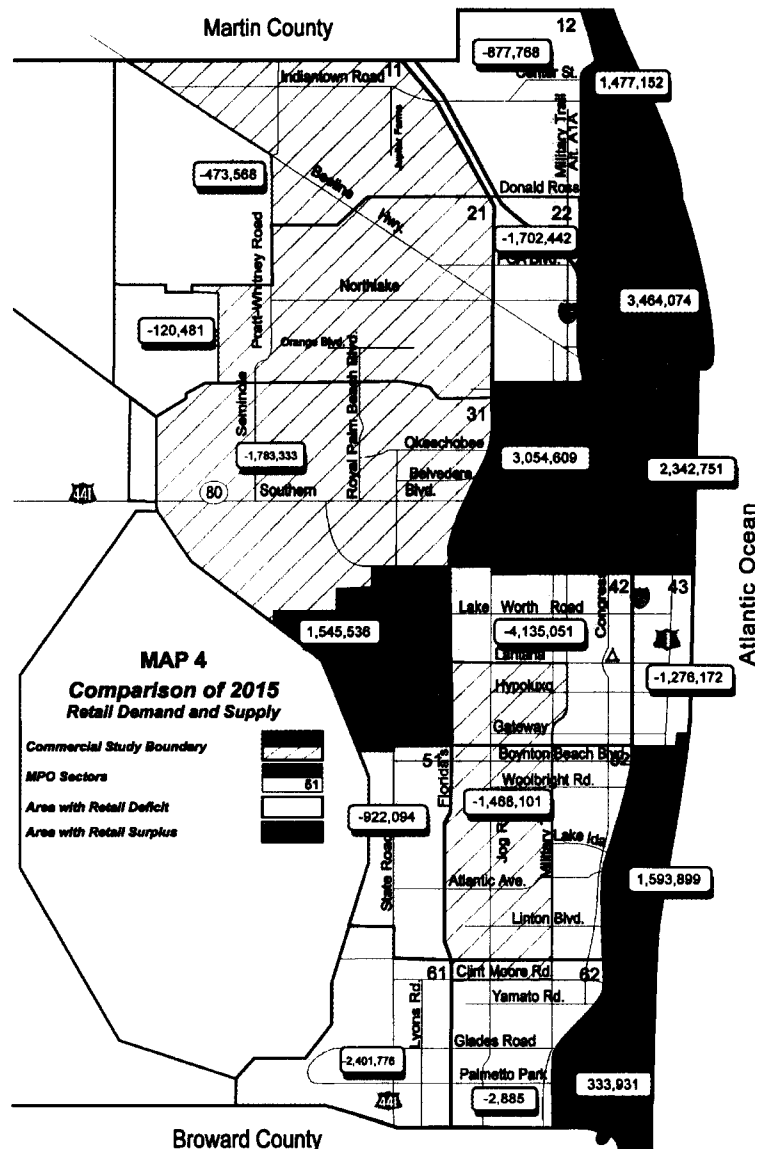 Martin County
12
-877,768
Center St.
11
Indiantown Road
1,477,152
Jupiter Farms
Military Trail
Alt. A1A
-473,568
Beeline
Hwy.
Donald Ross
21
22
-1,702,442
PGA Blvd.
Pratt-Whitney Road
Northlake
3,464,074
-120,481
Orange Blvd.
Seminole
Royal Palm Beach Blvd.
31
Okeechobee
-1,783,333
3,054,609
2,342,751
Belvedere
Blvd.
441
80
Southern
Atlantic Ocean
42
43
Congress
Lake Worth Road
1,545,538
-4,135,051
Lantana
-1,276,172
Hypoluxo
Gateway
MAP 4
Comparison of 2015
Retail Demand and Supply
Commercial Study Boundary
MPO Sectors
51
Area with Retail Deficit
Area with Retail Surplus
Florida's
Boynton Beach Blvd.
Woolbright Rd.
-922,094
-1,488,101
State Road
Military
Lake Ida
Atlantic Ave.
1,593,899
Linton Blvd.
61
Clint Moore Rd.
62
Lyons Rd.
Yamato Rd.
Glades Road
-2,401,776
Palmetto Park
333,931
441
-2,885
Broward County